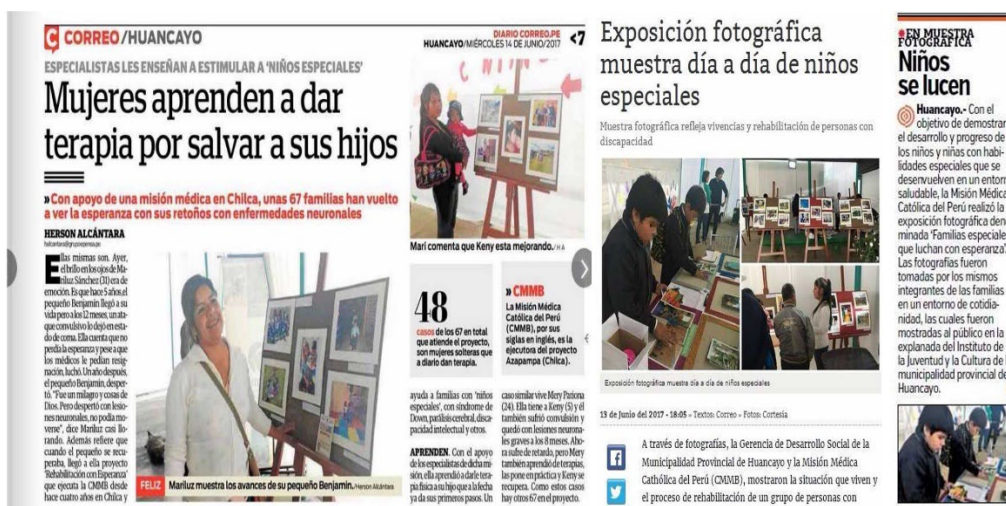 CORREO/HUANCAYO
DIARIO CORREO.PE
HUANCAYO/MIÉRCOLES 14 DE JUNIO/2017
<7
ESPECIALISTAS LES ENSEÑAN A ESTIMULAR A 'NIÑOS ESPECIALES'
Mujeres aprenden a dar
terapia por salvar a sus hijos
»Con apoyo de una misión médica en Chilca, unas 67 familias han vuelto
a ver la esperanza con sus retoños con enfermedades neuronales
HERSON ALCÁNTARA
Ellas mismas son. Ayer,
el brillo en los ojos de Ma-
riluz Sánchez (31) era de
emoción. Es que hace 5 años, el
pequeño Benjamín llegó a su
vida pero a los 12 meses, un ata-
que convulsivo lo dejó en esta-
do de coma. Ella cuenta que no
perdía la esperanza y pese a que
los médicos le pedían resig-
nación, luchó. Un año después,
el pequeño Benjamín, desper-
tó. "Fue un milagro y cosas de
Dios. Pero despertó con lesio-
nes neuronales, no podía mo-
verse", dice Mariluz casi llo-
rando. Además refiere que
cuando el pequeño se recu-
peraba, llegó a ella proyecto
'Rehabilitación con Esperanza'
que ejecuta la CMMB desde
hace cuatro años en Chilca y
FELIZ
Mariluz muestra los avances de su pequeño Benjamín./Herson Alcántara
Mari comenta que Keny esta mejorando./H A
48
casos de los 67 en total
que atiende el proyecto,
son mujeres solteras que
a diario dan terapia.
» CMMB
La Misión Médica
Católica del Perú
(CMMB), por sus
siglas en inglés, es la
ejecutora del proyecto
Azapampa (Chilca).
ayuda a familias con 'niños
especiales', con síndrome de
Down, parálisis cerebral, disca-
pacidad intelectual y otros.
APRENDEN. Con el apoyo
de los especialistas de dicha mi-
sión, ella aprendió a darle tera-
pia física a su hijo que a la fecha
ya da sus primeros pasos. Un
caso similar vive Mery Pariona
(24). Ella tiene a Keny (5) y él
también sufrió convulsión y
quedó con lesiones neurona-
les graves a los 8 meses. Aho-
ra sufre de retardo, pero Mery
también aprendió de terapias,
las pone en práctica y Keny se
recupera. Como estos casos
hay otros 67 en el proyecto.
Exposición fotográfica
muestra día a día de niños
especiales
Muestra fotográfica refleja vivencias y rehabilitación de personas con
discapacidad
Exposición fotográfica muestra día a día de niños especiales
13 de Junio del 2017 - 18:05 » Textos: Correo » Fotos: Cortesía
A través de fotografías, la Gerencia de Desarrollo Social de la
Municipalidad Provincial de Huancayo y la Misión Médica
Cathólica del Perú (CMMB), mostraron la situación que viven y
el proceso de rehabilitación de un grupo de personas con
EN MUESTRA
FOTOGRÁFICA
Niños
se lucen
Huancayo.- Con el
objetivo de demostrar
el desarrollo y progreso de
los niños y niñas con habi-
lidades especiales que se
desenvuelven en un entorn
saludable, la Misión Médica
Católica del Perú realizó la
exposición fotográfica deno
minada 'Familias especiale
que luchan con esperanza'.
Las fotografías fueron
tomadas por los mismos
integrantes de las familias
en un entorno de cotidia-
nidad, las cuales fueron
mostradas al público en la
explanada del Instituto de
la Juventud y la Cultura de
municipalidad provincial de
Huancayo.